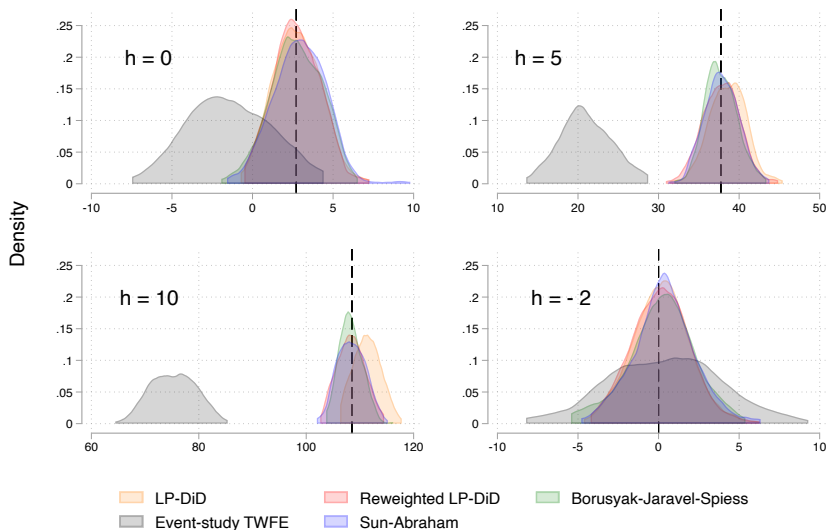 Density
h = 0
.25
.2
.15
.1
.05
0
-10 -5 0 5 10
h = 5
.25
.2
.15
.1
.05
0
10 20 30 40 50
h = 10
.25
.2
.15
.1
.05
0
60 80 100 120
h = - 2
.25
.2
.15
.1
.05
0
-10 -5 0 5 10
LP-DiD Reweighted LP-DiD Borusyak-Jaravel-Spiess
Event-study TWFE Sun-Abraham